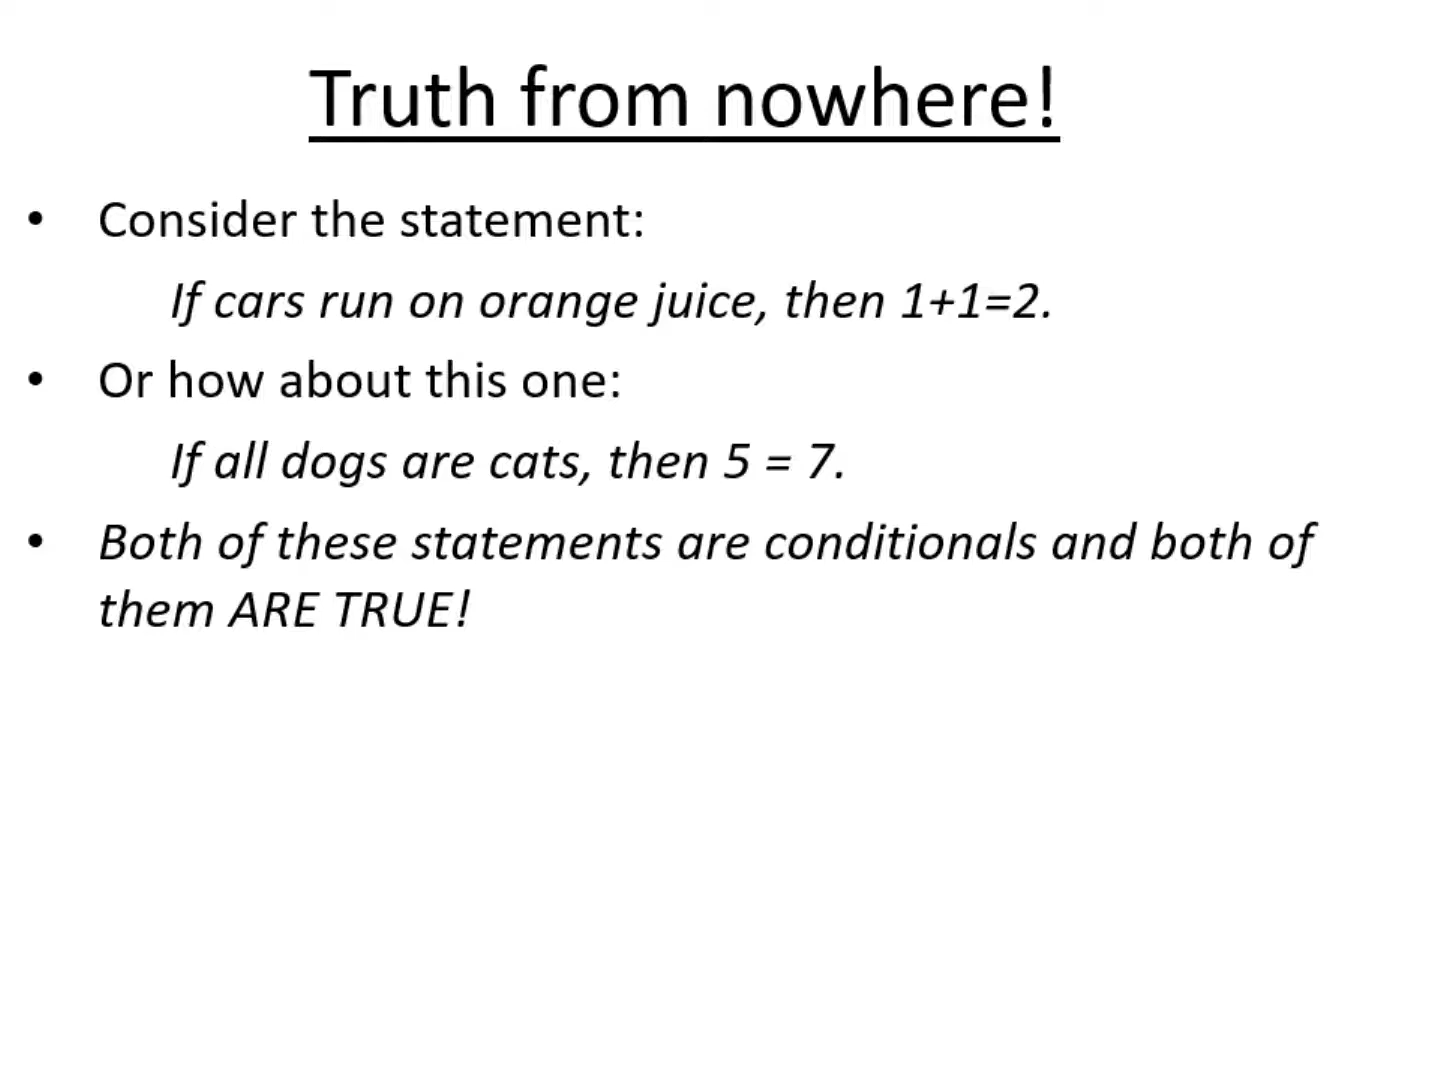 Truth from nowhere!
• Consider the statement:
If cars run on orange juice, then 1+1=2.
• Or how about this one:
If all dogs are cats, then 5 = 7.
• Both of these statements are conditionals and both of
them ARE TRUE!